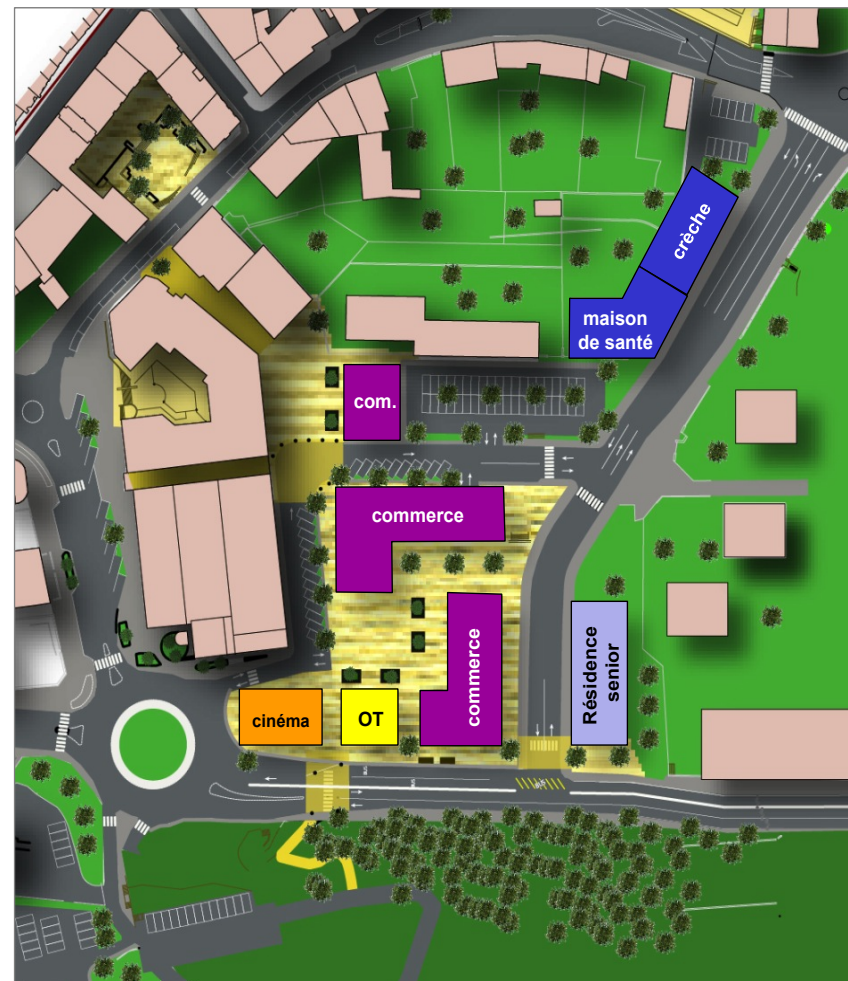 crèche
maison
de santé
com.
commerce
commerce
Résidence
senior
cinéma
OT